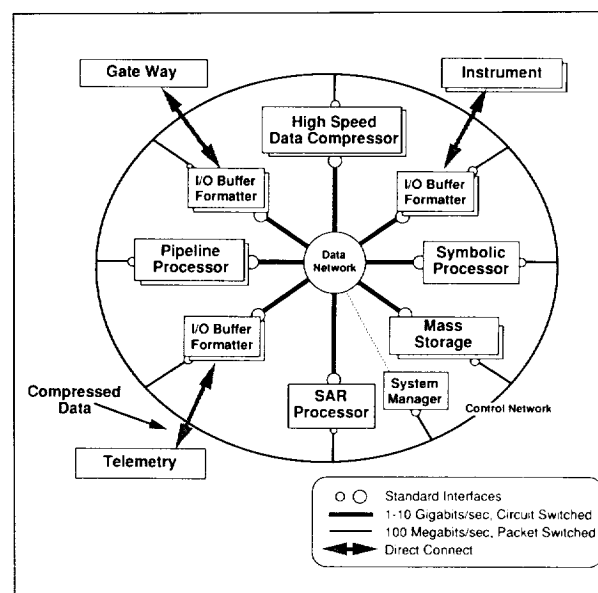 Gate Way
Instrument
High Speed
Data Compressor
I/O Buffer
Formatter
I/O Buffer
Formatter
Pipeline
Processor
Data
Network
Symbolic
Processor
I/O Buffer
Formatter
Mass
Storage
SAR
Processor
System
Manager
Control Network
Compressed
Data
Telemetry
Standard Interfaces
1-10 Gigabits/sec, Circuit Switched
100 Megabits/sec, Packet Switched
Direct Connect